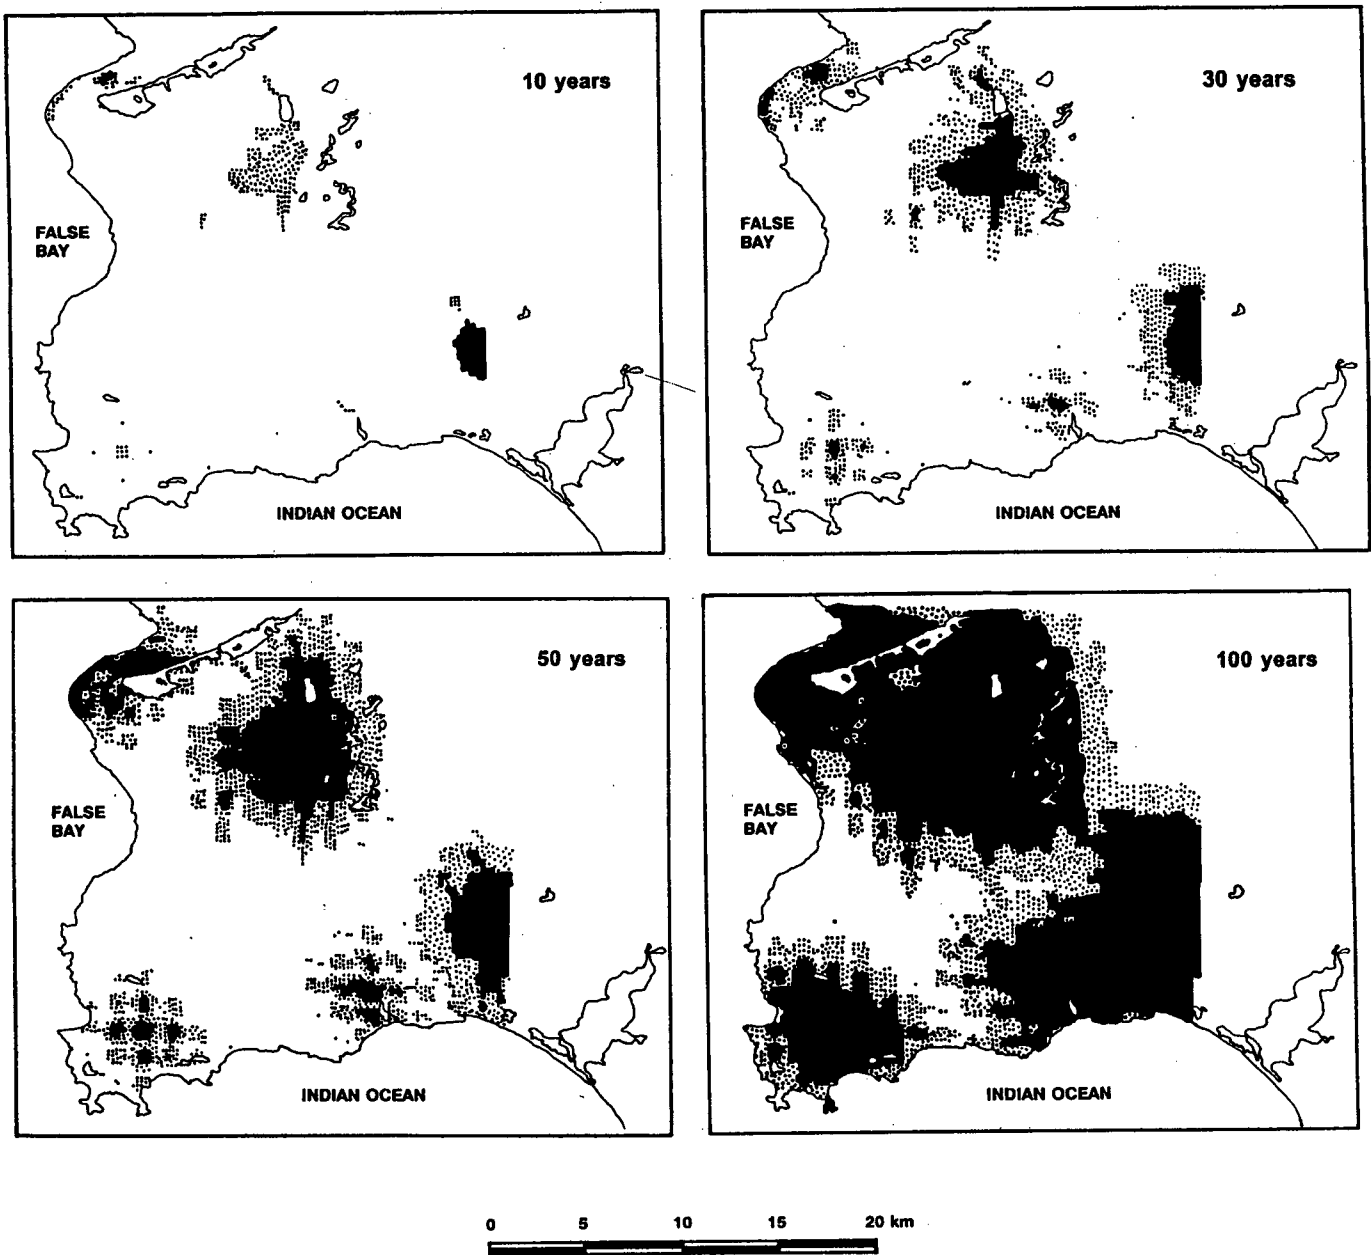 10 years
FALSE
BAY
INDIAN OCEAN
30 years
FALSE
BAY
INDIAN OCEAN
50 years
FALSE
BAY
INDIAN OCEAN
100 years
FALSE
BAY
INDIAN OCEAN
0 5 10 15 20 km